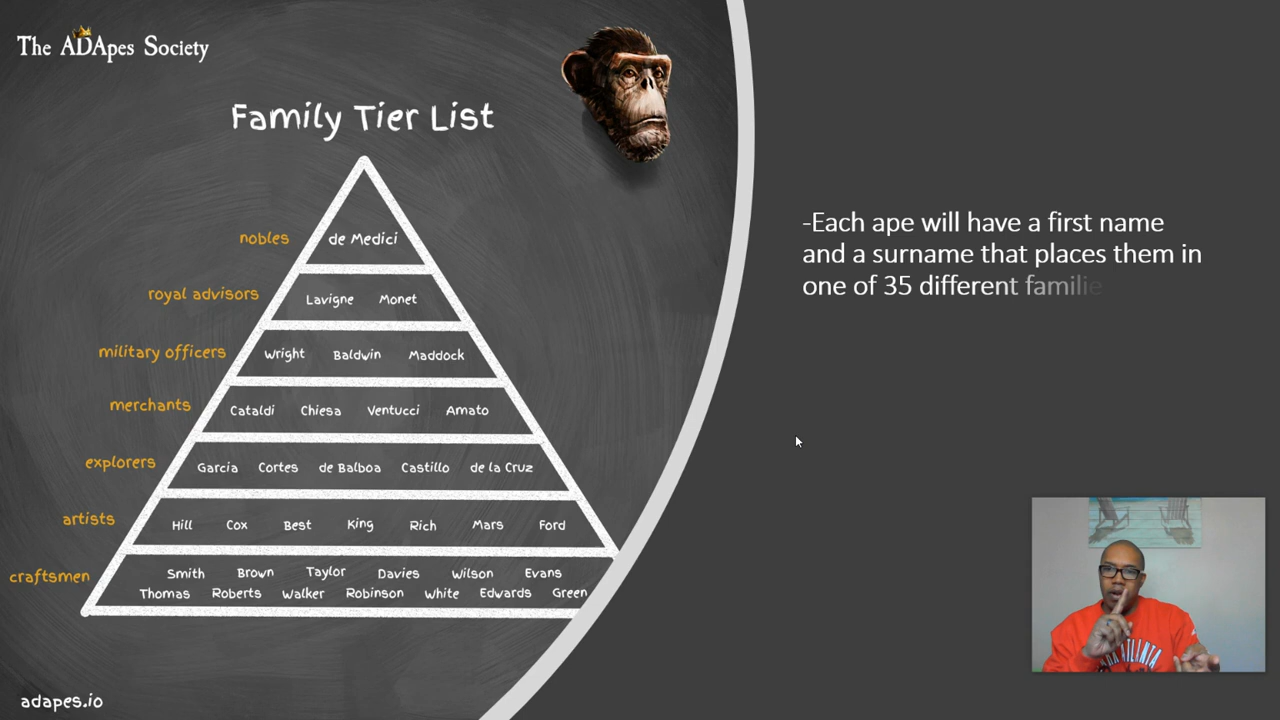 The ADApes Society
Family Tier List
nobles
de Medici
royal advisors
Lavigne Monet
military officers
Wright Baldwin Maddock
merchants
Cataldi Chiesa Ventucci Amato
explorers
Garcia Cortes de Balboa Castillo de la Cruz
artists
Hill Cox Best King Rich Mars Ford
craftsmen
Smith Brown Taylor Davies Wilson Evans
Thomas Roberts Walker Robinson White Edwards Green
adapes.io
-Each ape will have a first name
and a surname that places them in
one of 35 different familie
ATLANTA